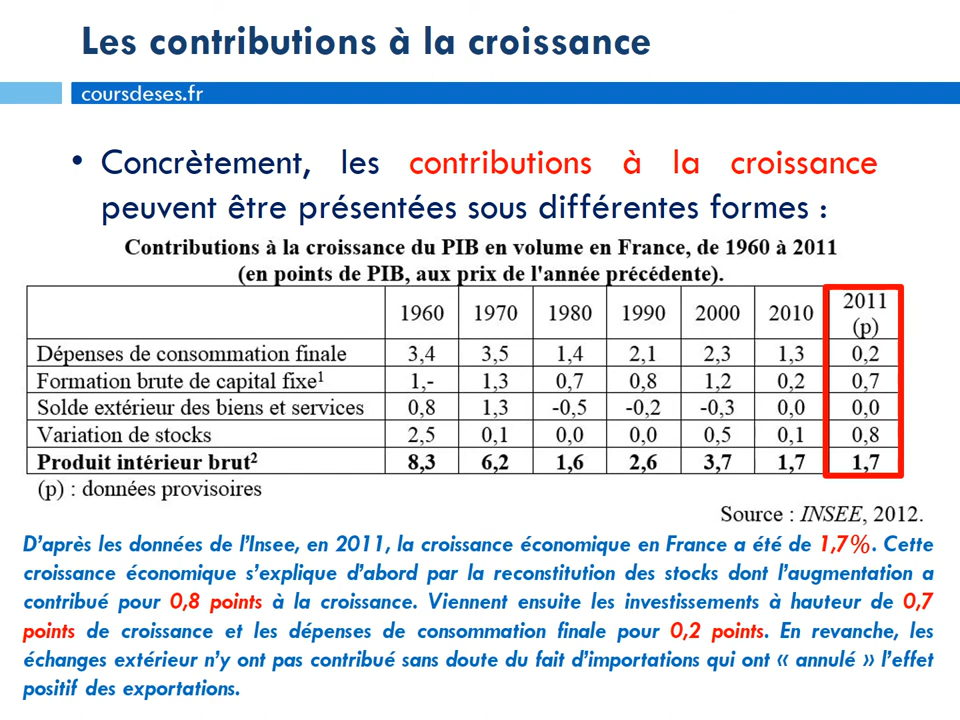 Les contributions à la croissance
coursdeses.fr
• Concrètement, les contributions à la croissance
peuvent être présentées sous différentes formes :
Contributions à la croissance du PIB en volume en France, de 1960 à 2011
(en points de PIB, aux prix de l'année précédente).
1960 1970 1980 1990 2000 2010 2011 (p)
Dépenses de consommation finale 3,4 3,5 1,4 2,1 2,3 1,3 0,2
Formation brute de capital fixe¹ 1,- 1,3 0,7 0,8 1,2 0,2 0,7
Solde extérieur des biens et services 0,8 1,3 -0,5 -0,2 -0,3 0,0 0,0
Variation de stocks 2,5 0,1 0,0 0,0 0,5 0,1 0,8
Produit intérieur brut² 8,3 6,2 1,6 2,6 3,7 1,7 1,7
(p) : données provisoires
Source : INSEE, 2012.
D'après les données de l'Insee, en 2011, la croissance économique en France a été de 1,7%. Cette
croissance économique s'explique d'abord par la reconstitution des stocks dont l'augmentation a
contribué pour 0,8 points à la croissance. Viennent ensuite les investissements à hauteur de 0,7
points de croissance et les dépenses de consommation finale pour 0,2 points. En revanche, les
échanges extérieur n'y ont pas contribué sans doute du fait d'importations qui ont « annulé » l'effet
positif des exportations.